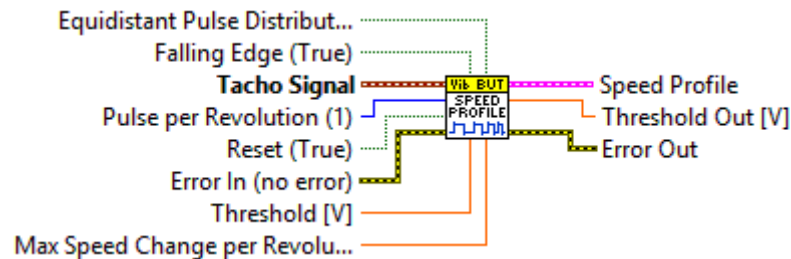 Equidistant Pulse Distribut...
Falling Edge (True)
Tacho Signal
Pulse per Revolution (1)
Reset (True)
Error In (no error)
Threshold [V]
Max Speed Change per Revolu...
Vib BUT
SPEED
PROFILE
Speed Profile
Threshold Out [V]
Error Out